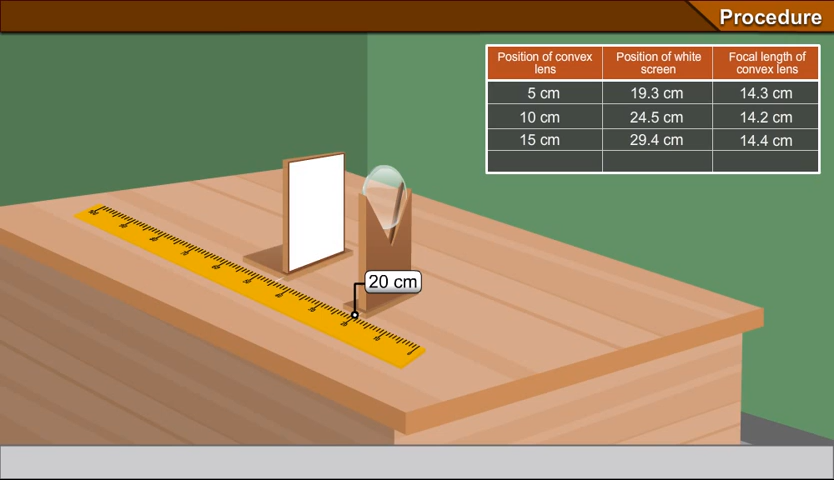 Procedure
Position of convex lens
Position of white screen
Focal length of convex lens
5 cm 19.3 cm 14.3 cm
10 cm 24.5 cm 14.2 cm
15 cm 29.4 cm 14.4 cm
20 cm